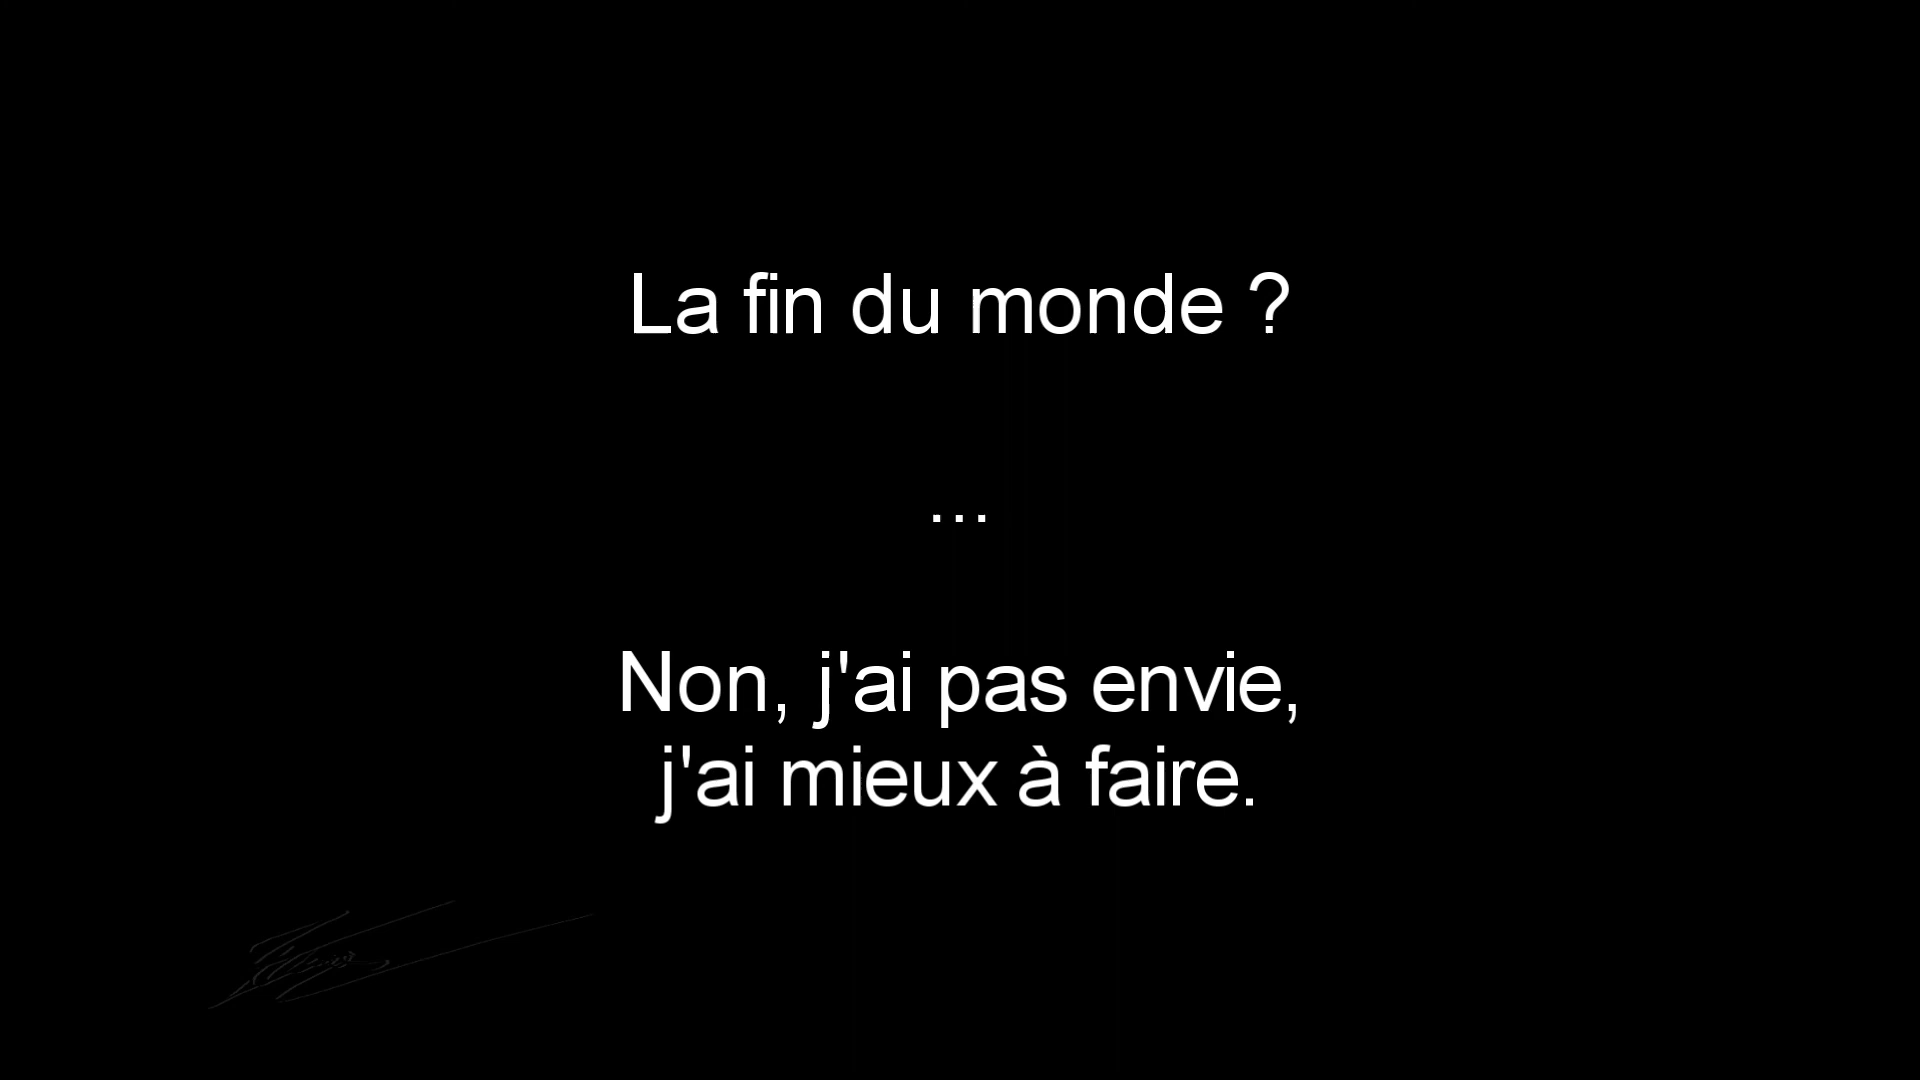 La fin du monde ?
...
Non, j'ai pas envie,
j'ai mieux à faire.